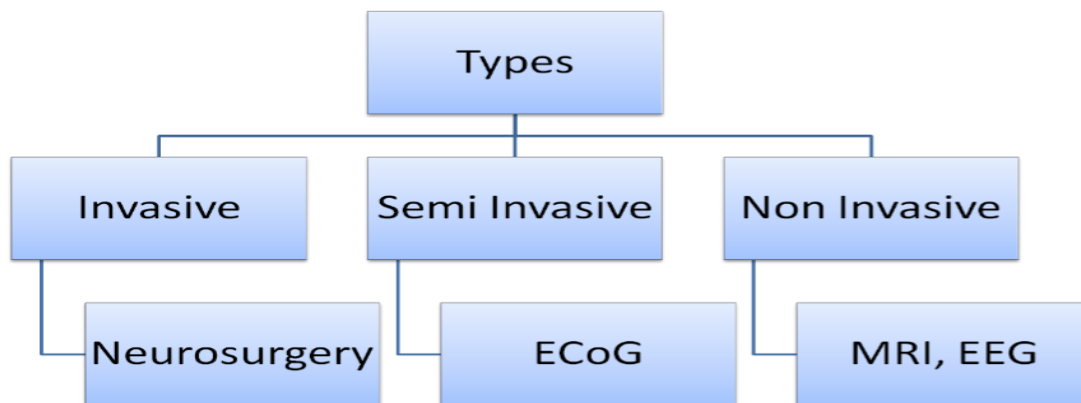 Types
Invasive
Semi Invasive
Non Invasive
Neurosurgery
ECoG
MRI, EEG